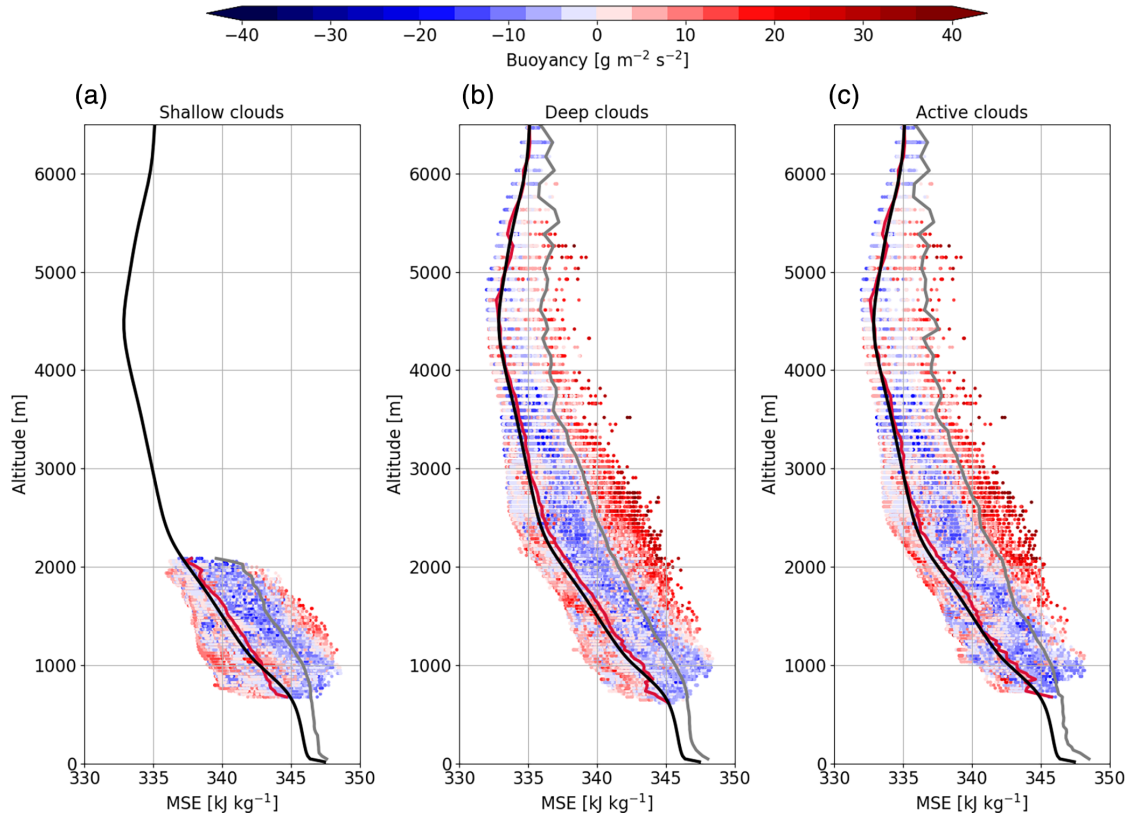 −40 −30 −20 −10 0 10 20 30 40
Buoyancy [g m⁻² s⁻²]
(a) (b) (c)
Shallow clouds Deep clouds Active clouds
6000 6000 6000
5000 5000 5000
4000 4000 4000
Altitude [m] Altitude [m] Altitude [m]
3000 3000 3000
2000 2000 2000
1000 1000 1000
0 0 0
330 335 340 345 350 330 335 340 345 350 330 335 340 345 350
MSE [kJ kg⁻¹] MSE [kJ kg⁻¹] MSE [kJ kg⁻¹]